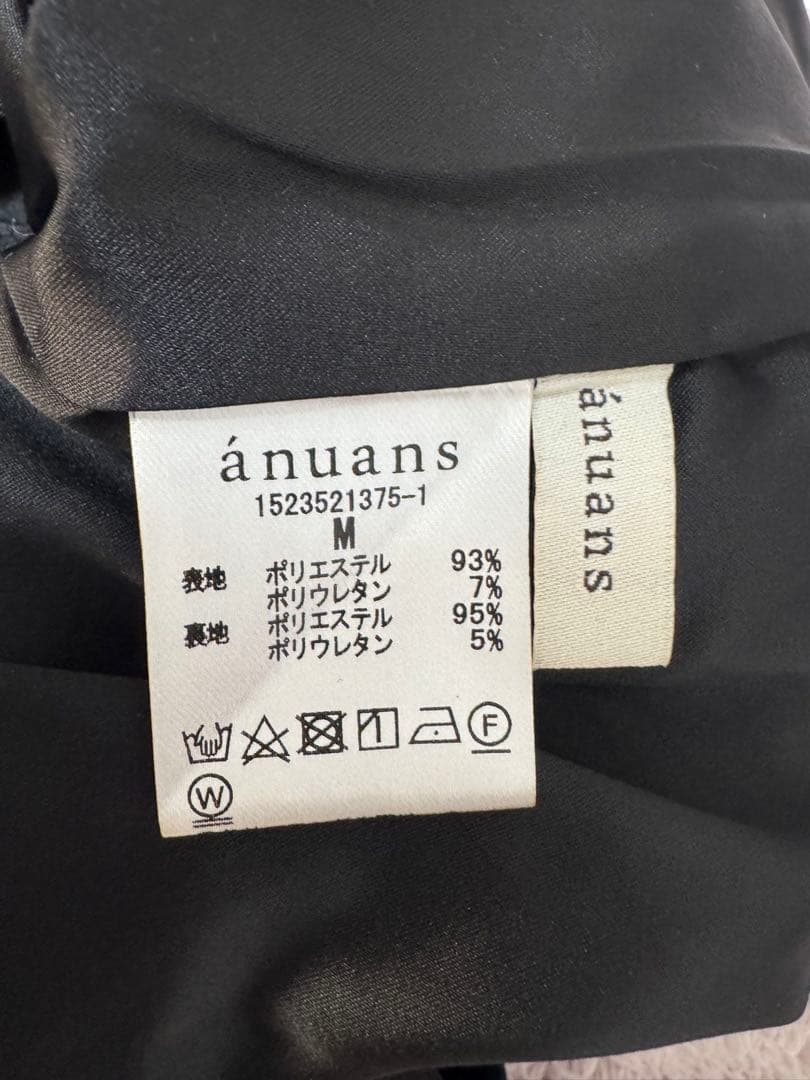 ánuans
1523521375-1
M
表地 ポリエステル 93%
ポリウレタン 7%
裏地 ポリエステル 95%
ポリウレタン 5%
F
W
ánuans